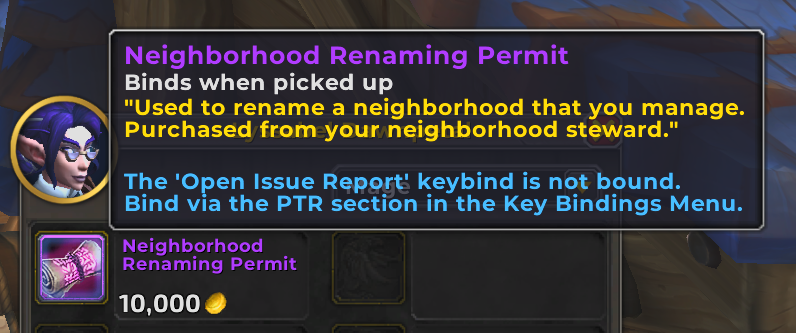 Neighborhood Renaming Permit
Binds when picked up
"Used to rename a neighborhood that you manage.
Purchased from your neighborhood steward."
The 'Open Issue Report' keybind is not bound.
Bind via the PTR section in the Key Bindings Menu.
Neighborhood
Renaming Permit
10,000